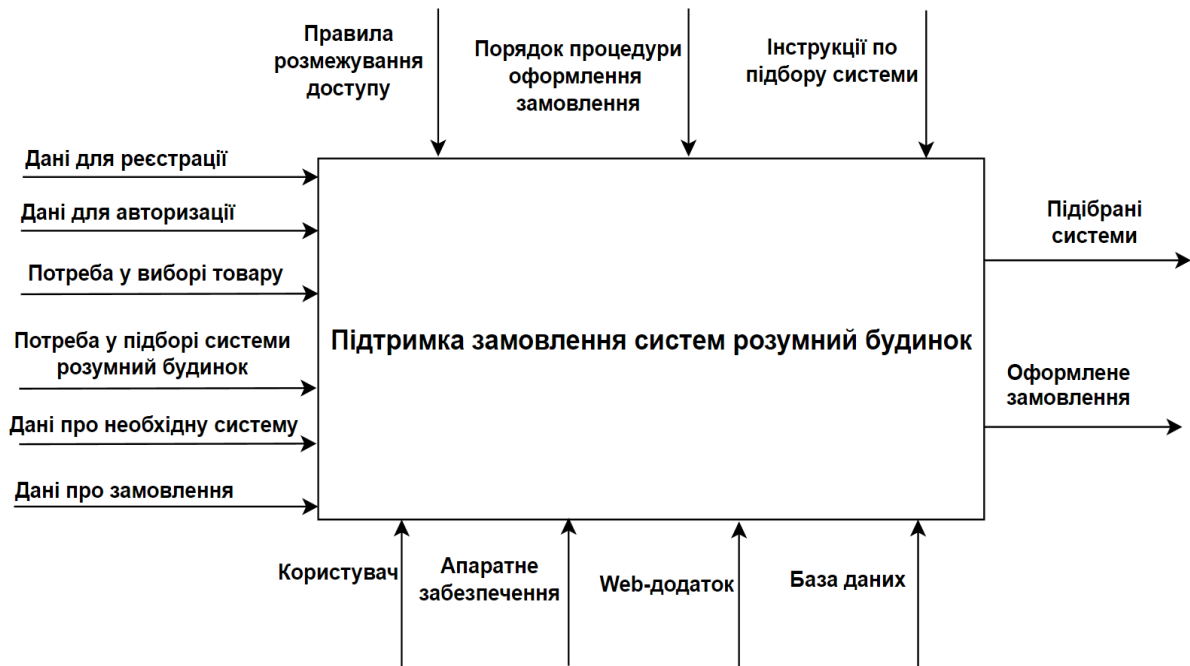 Правила
розмежування
доступу
Порядок процедури
оформлення
замовлення
Інструкції по
підбору системи
Дані для реєстрації
Дані для авторизації
Потреба у виборі товару
Потреба у підборі системи
розумний будинок
Дані про необхідну систему
Дані про замовлення
Підтримка замовлення систем розумний будинок
Підібрані
системи
Оформлене
замовлення
Користувач
Апаратне
забезпечення
Web-додаток
База даних